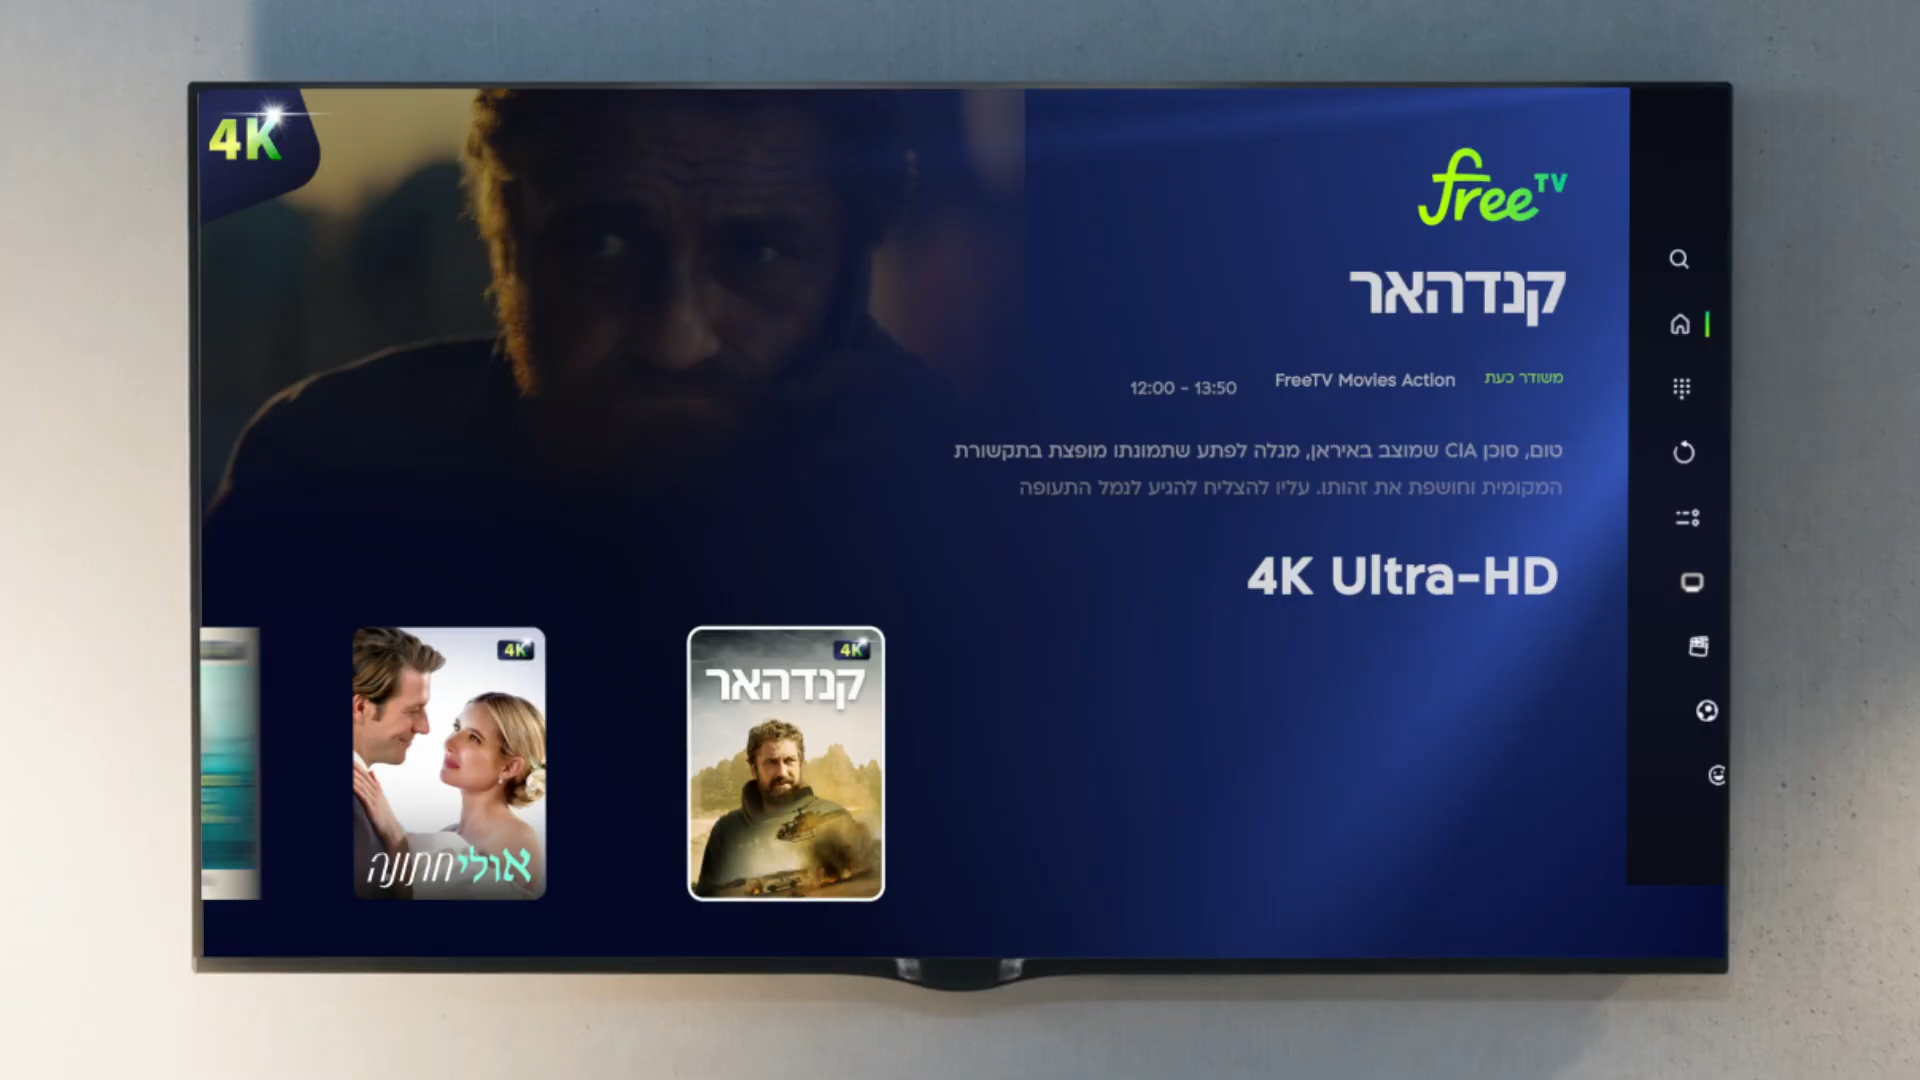 4K
free TV
קנדהאר
משודר כעת FreeTV Movies Action 12:00 - 13:50
טום, סוכן CIA שמוצב באיראן, מגלה לפתע שתמונתו מופצת בתקשורת
המקומית וחושפת את זהותו. עליו להצליח להגיע לנמל התעופה
4K Ultra-HD
4K
קנדהאר
4K
אולי חתונה